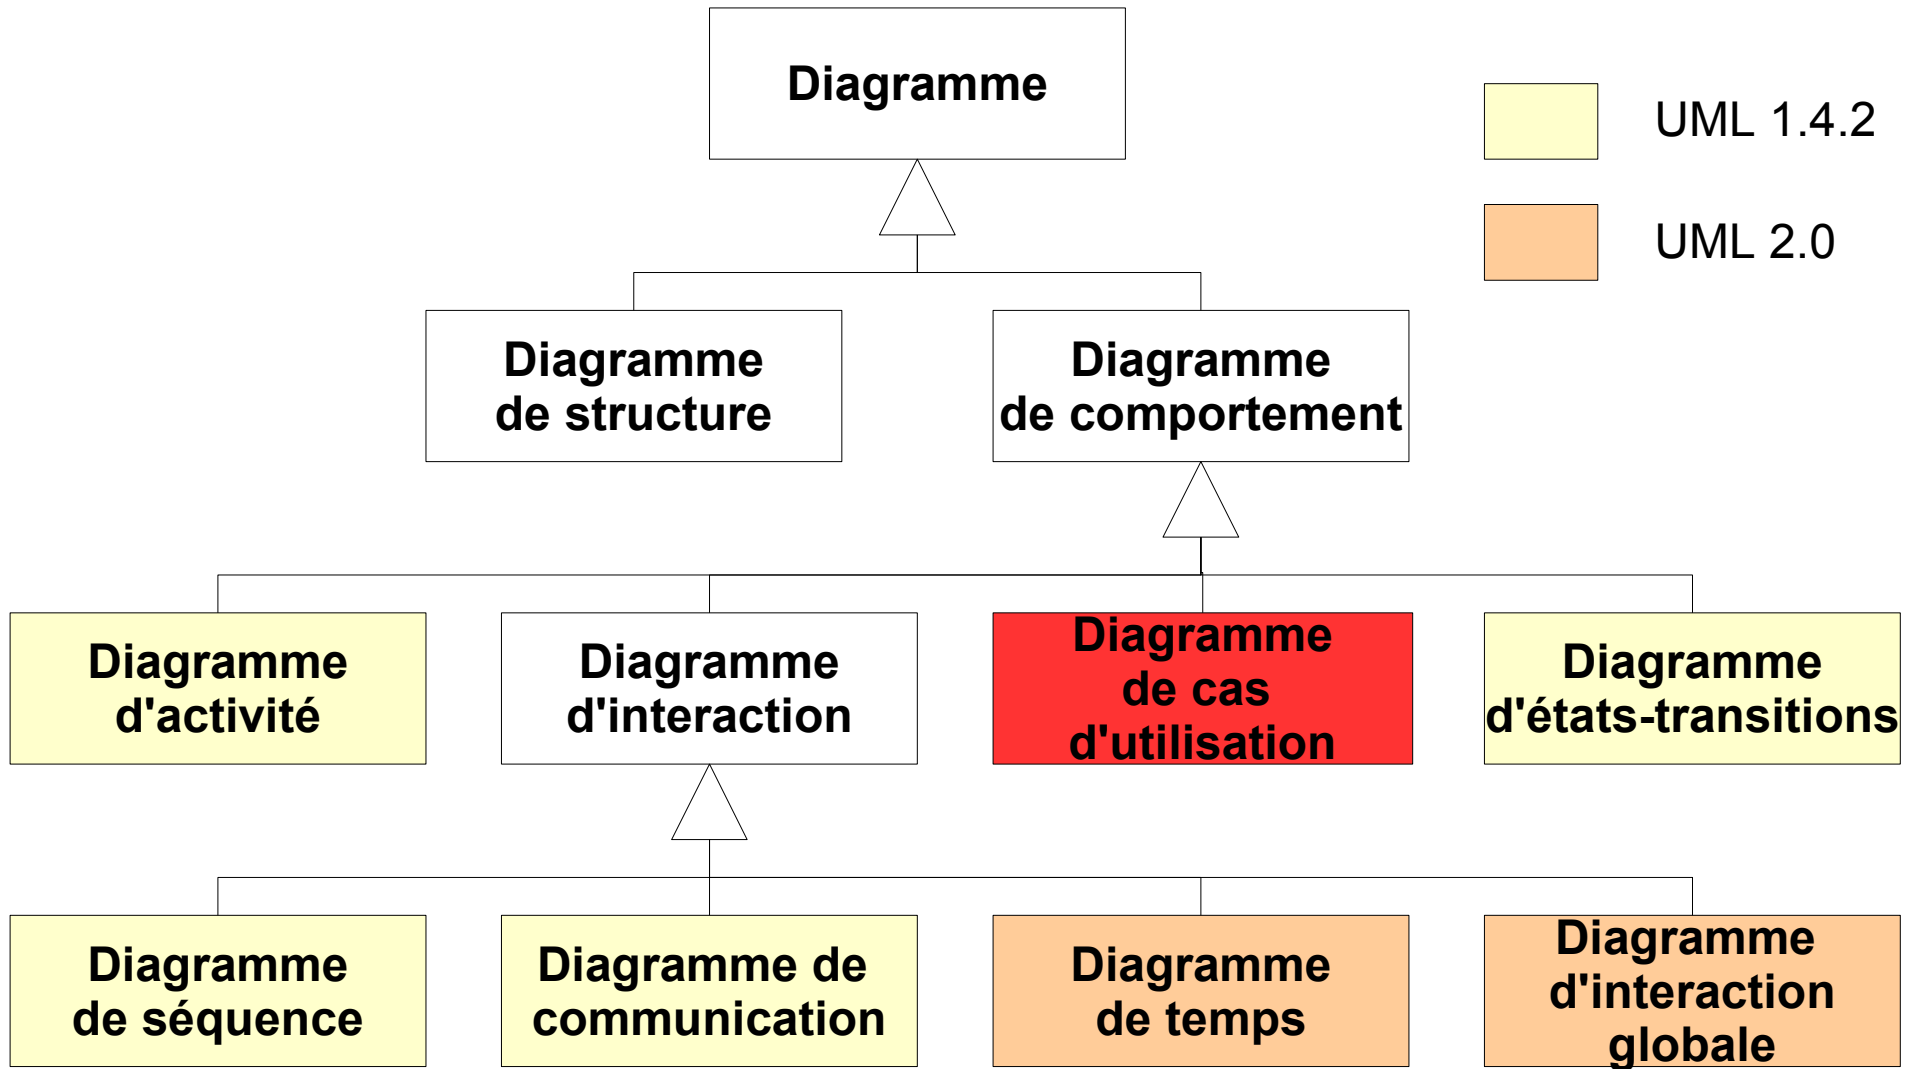 Diagramme
UML 1.4.2
UML 2.0
Diagramme
de structure
Diagramme
de comportement
Diagramme
d'activité
Diagramme
d'interaction
Diagramme
de cas
d'utilisation
Diagramme
d'états-transitions
Diagramme
de séquence
Diagramme de
communication
Diagramme
de temps
Diagramme
d'interaction
globale